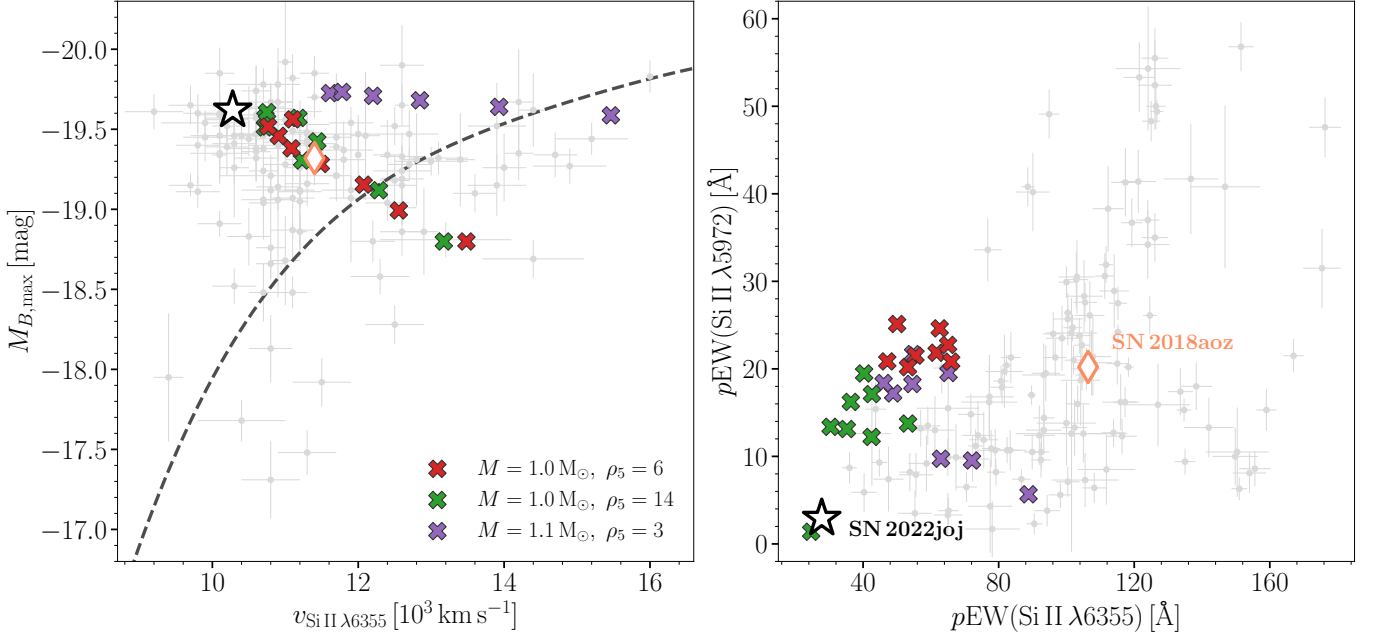 −20.0
−19.5
−19.0
−18.5
−18.0
−17.5
−17.0
M_B,max [mag]
M = 1.0 M⊙, ρ5 = 6
M = 1.0 M⊙, ρ5 = 14
M = 1.1 M⊙, ρ5 = 3
10 12 14 16
v_Si II λ6355 [10³ km s⁻¹]
60
50
40
30
20
10
0
pEW(Si II λ5972) [Å]
SN 2018aoz
SN 2022joj
40 80 120 160
pEW(Si II λ6355) [Å]